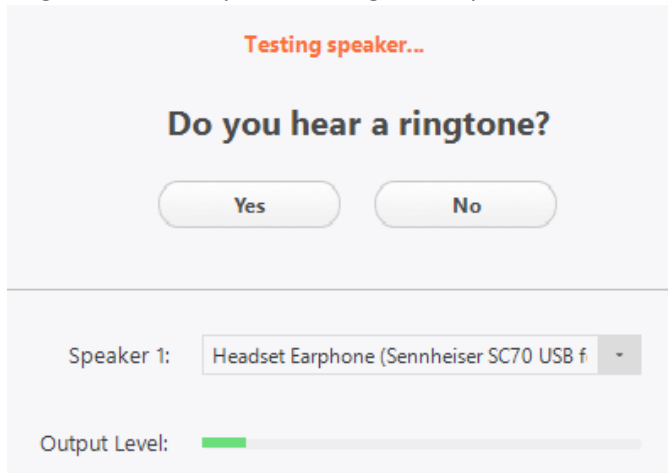 Testing speaker...
Do you hear a ringtone?
Yes No
Speaker 1: Headset Earphone (Sennheiser SC70 USB f
Output Level: